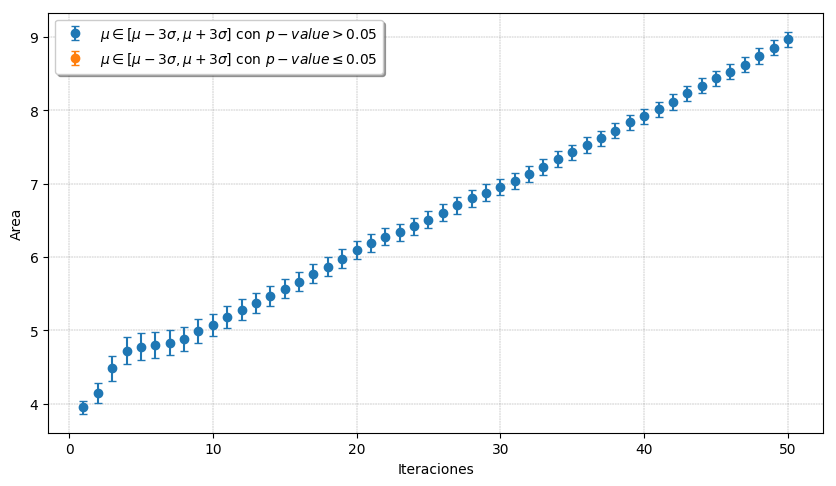 μ ∈ [μ − 3σ, μ + 3σ] con p − value > 0.05
μ ∈ [μ − 3σ, μ + 3σ] con p − value ≤ 0.05
9
8
7
6
5
4
Area
0 10 20 30 40 50
Iteraciones